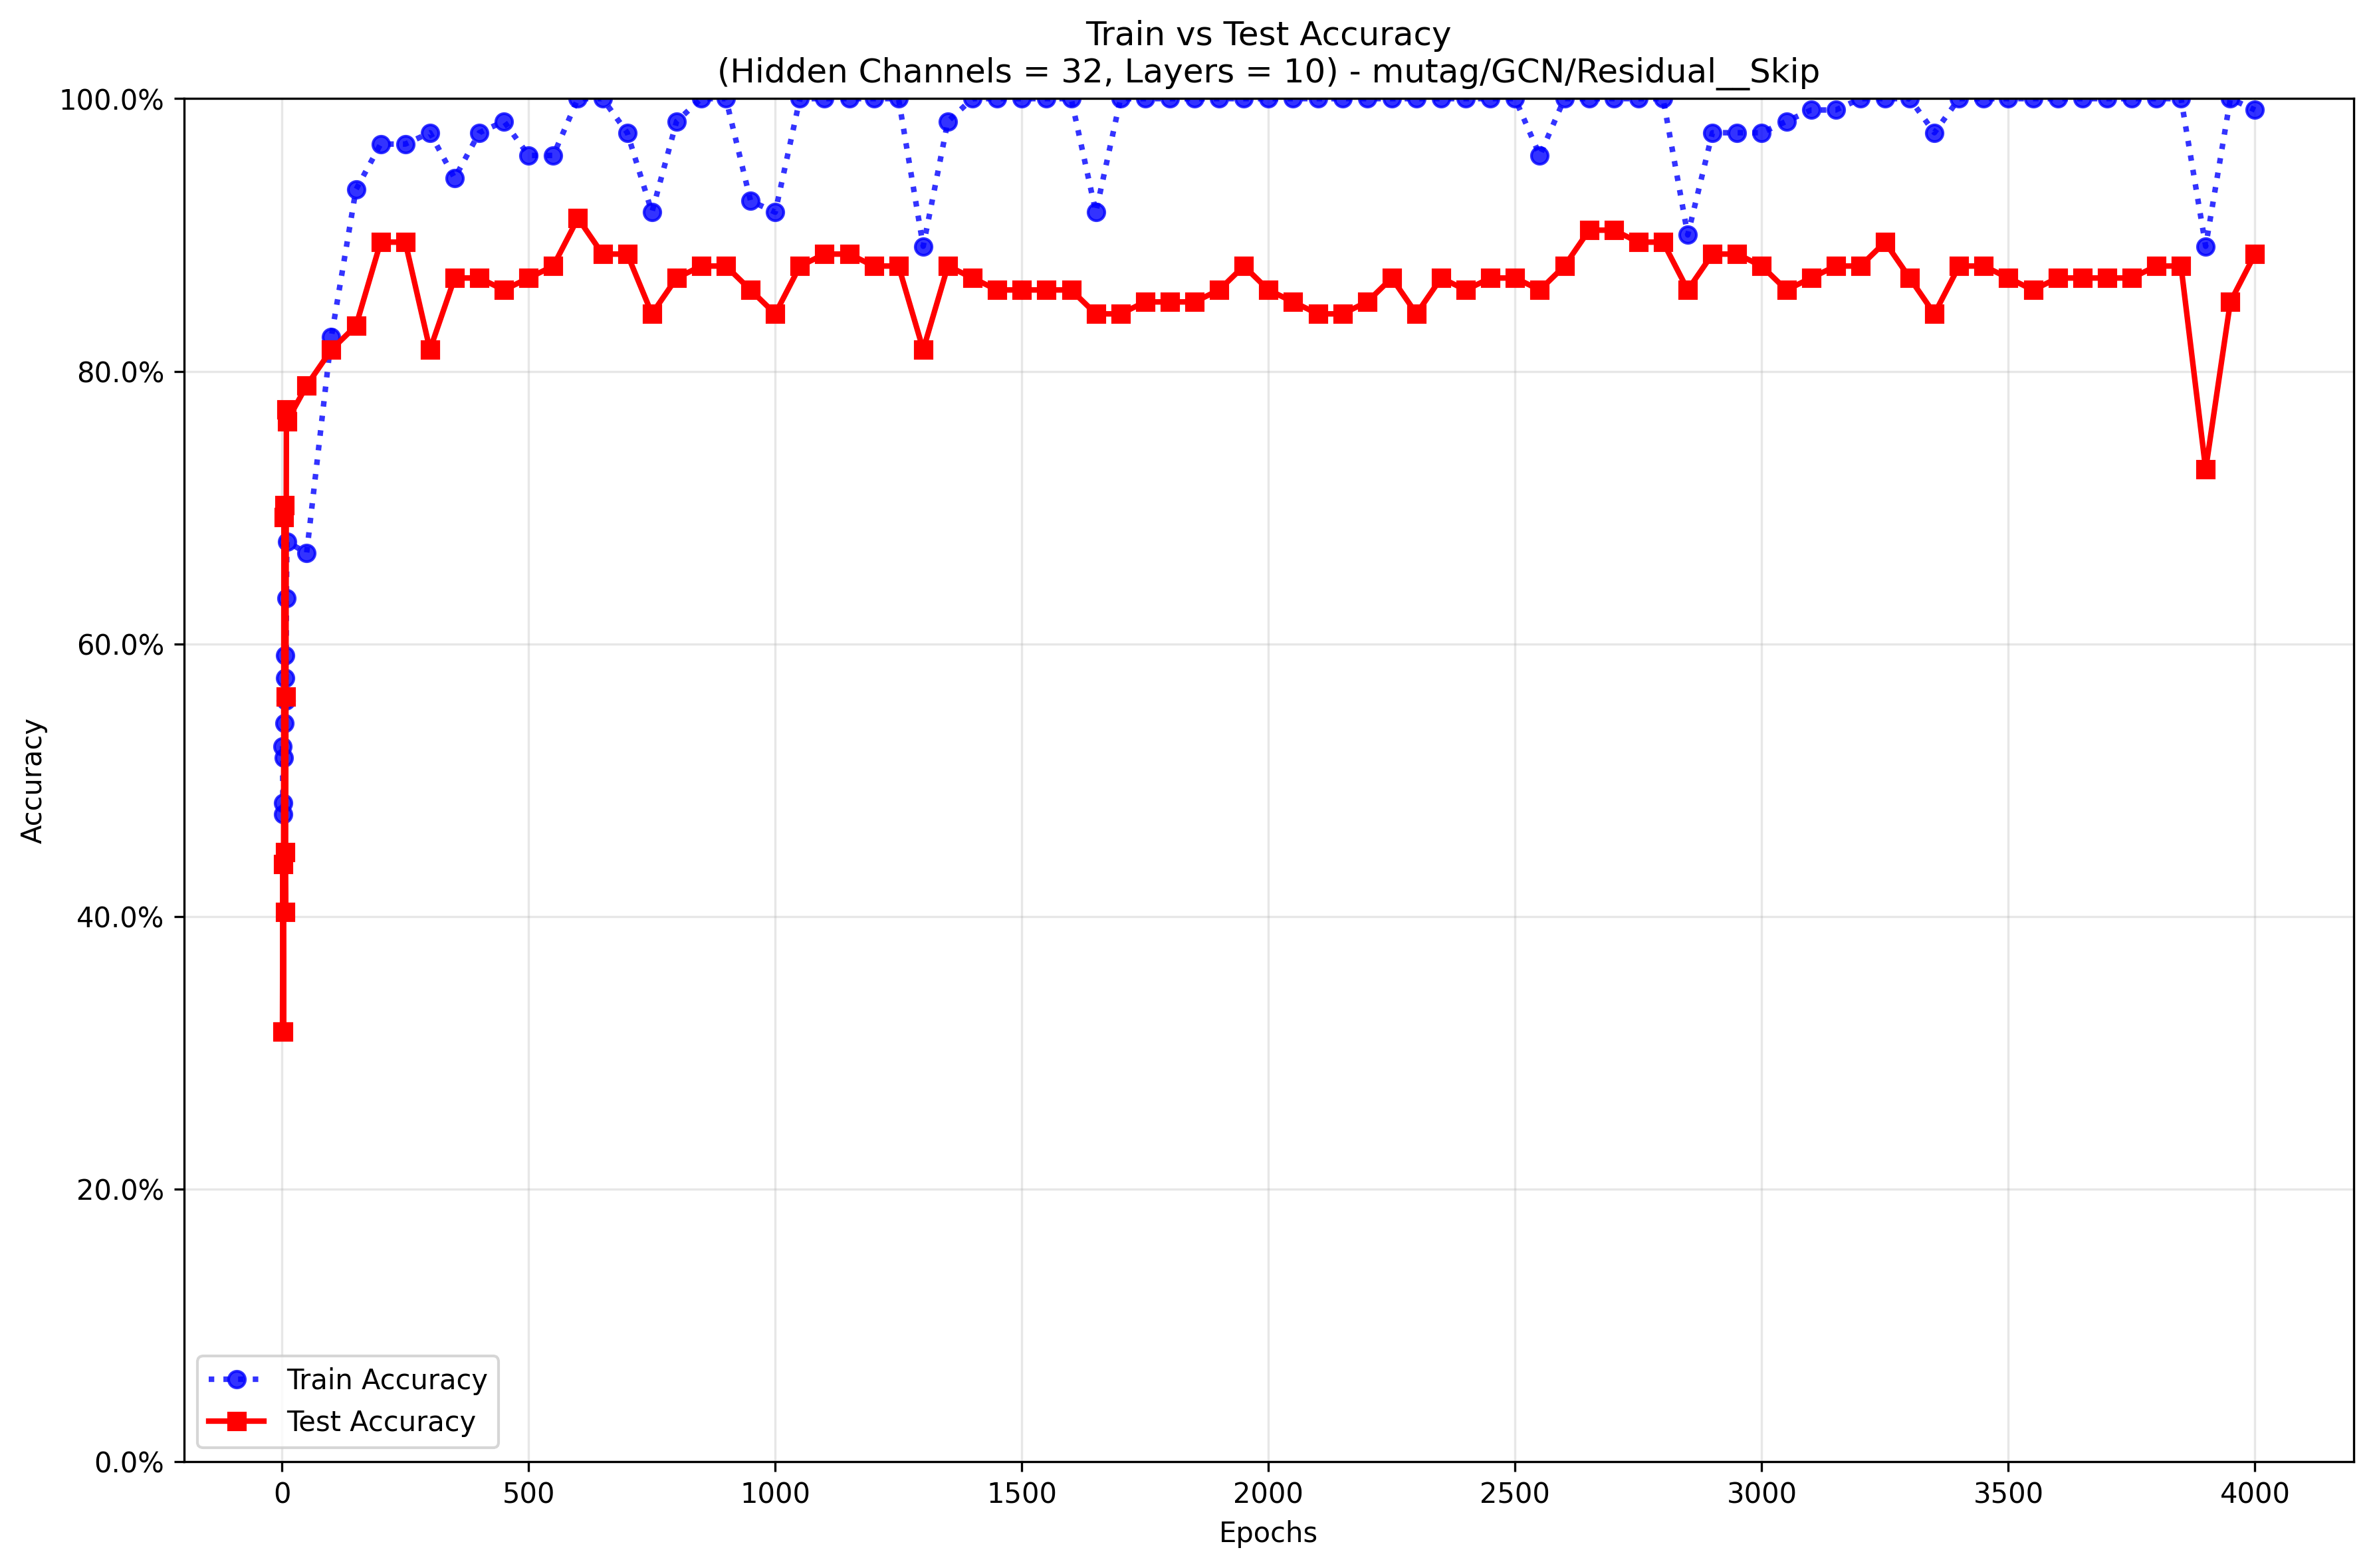 Train vs Test Accuracy
(Hidden Channels = 32, Layers = 10) - mutag/GCN/Residual__Skip
100.0%
80.0%
60.0%
40.0%
20.0%
0.0%
Accuracy
Train Accuracy
Test Accuracy
0 500 1000 1500 2000 2500 3000 3500 4000
Epochs